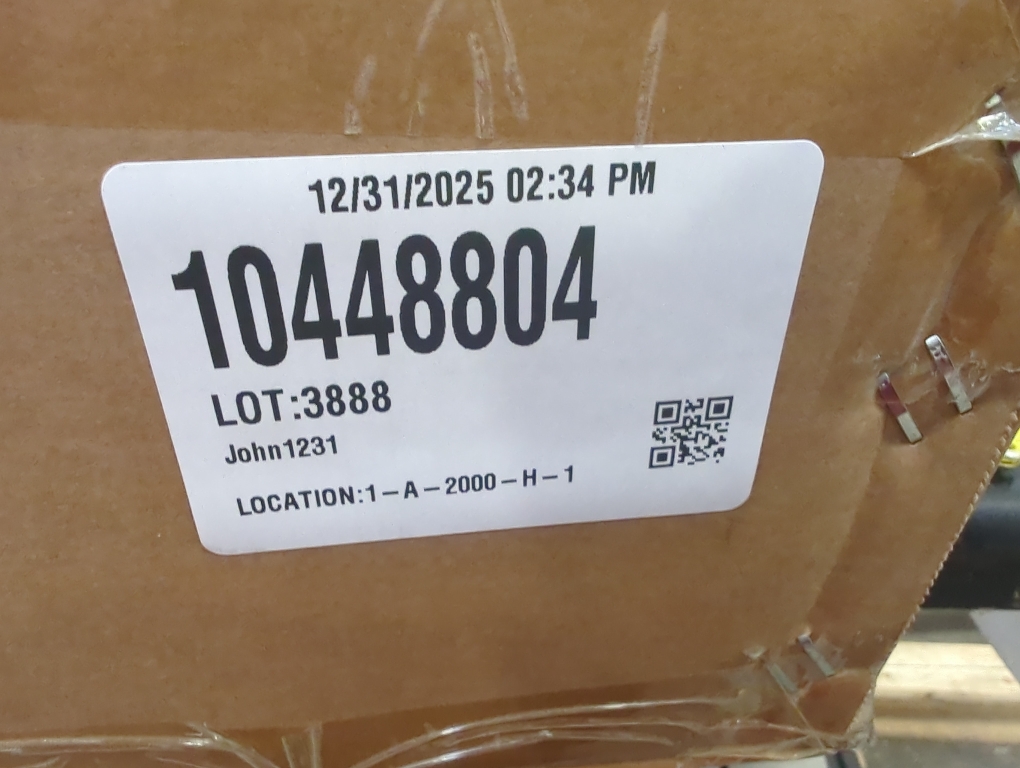 12/31/2025 02:34 PM
10448804
LOT:3888
John1231
LOCATION:1-A-2000-H-1